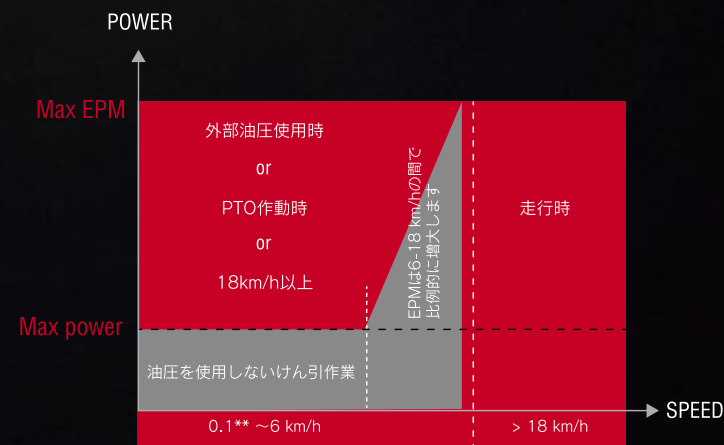 POWER
Max EPM
外部油圧使用時
or
PTO作動時
or
18km/h以上
EPMは6-18 km/hの間で
比例的に増大します
走行時
Max power
油圧を使用しないけん引作業
SPEED
0.1** ～6 km/h
> 18 km/h